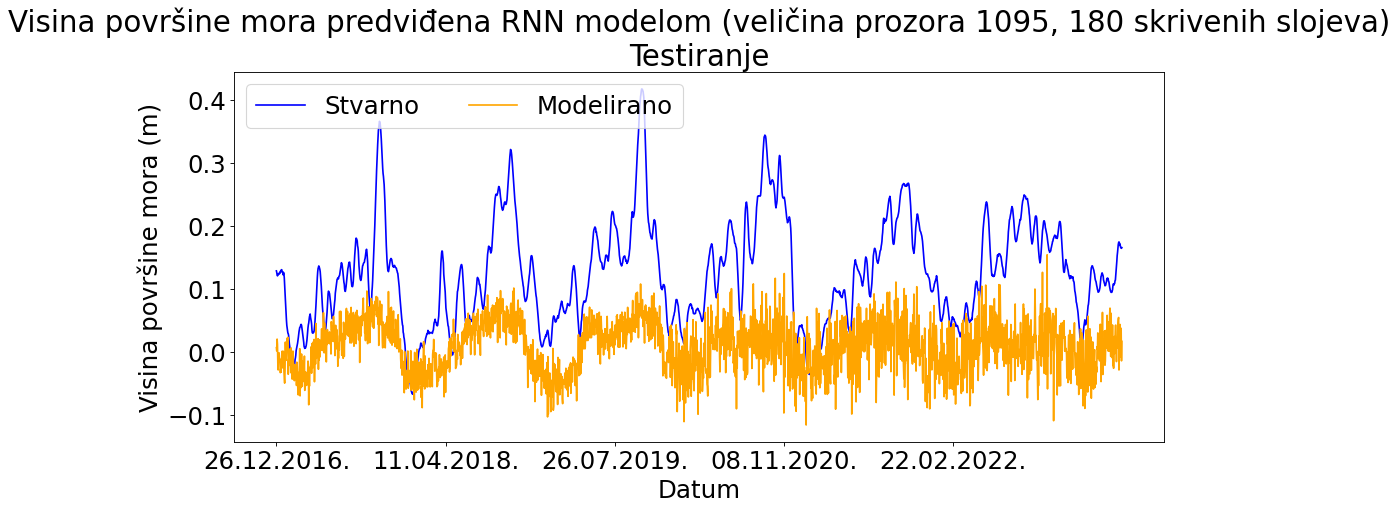 Visina površine mora predviđena RNN modelom (veličina prozora 1095, 180 skrivenih slojeva)
Testiranje
Stvarno Modelirano
Visina površine mora (m)
0.4
0.3
0.2
0.1
0.0
−0.1
26.12.2016. 11.04.2018. 26.07.2019. 08.11.2020. 22.02.2022.
Datum